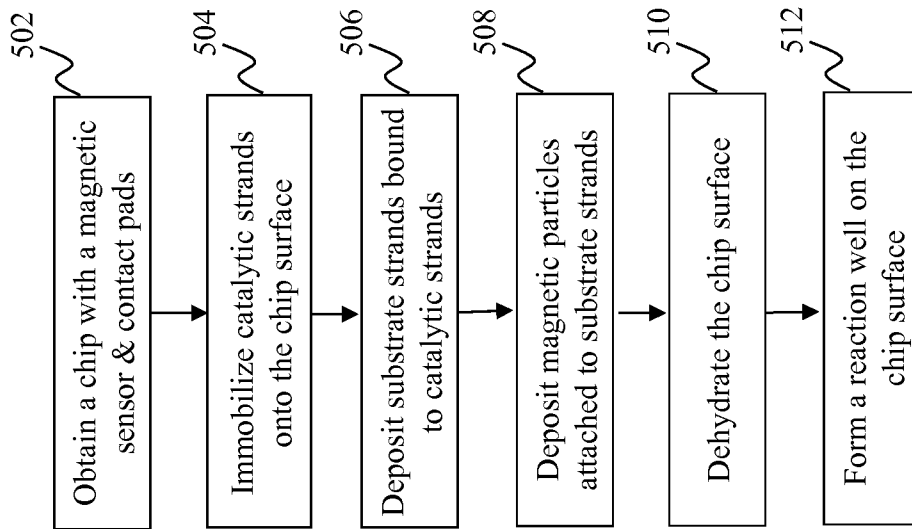 502
Obtain a chip with a magnetic
sensor & contact pads
504
Immobilize catalytic strands
onto the chip surface
506
Deposit substrate strands bound
to catalytic strands
508
Deposit magnetic particles
attached to substrate strands
510
Dehydrate the chip surface
512
Form a reaction well on the
chip surface